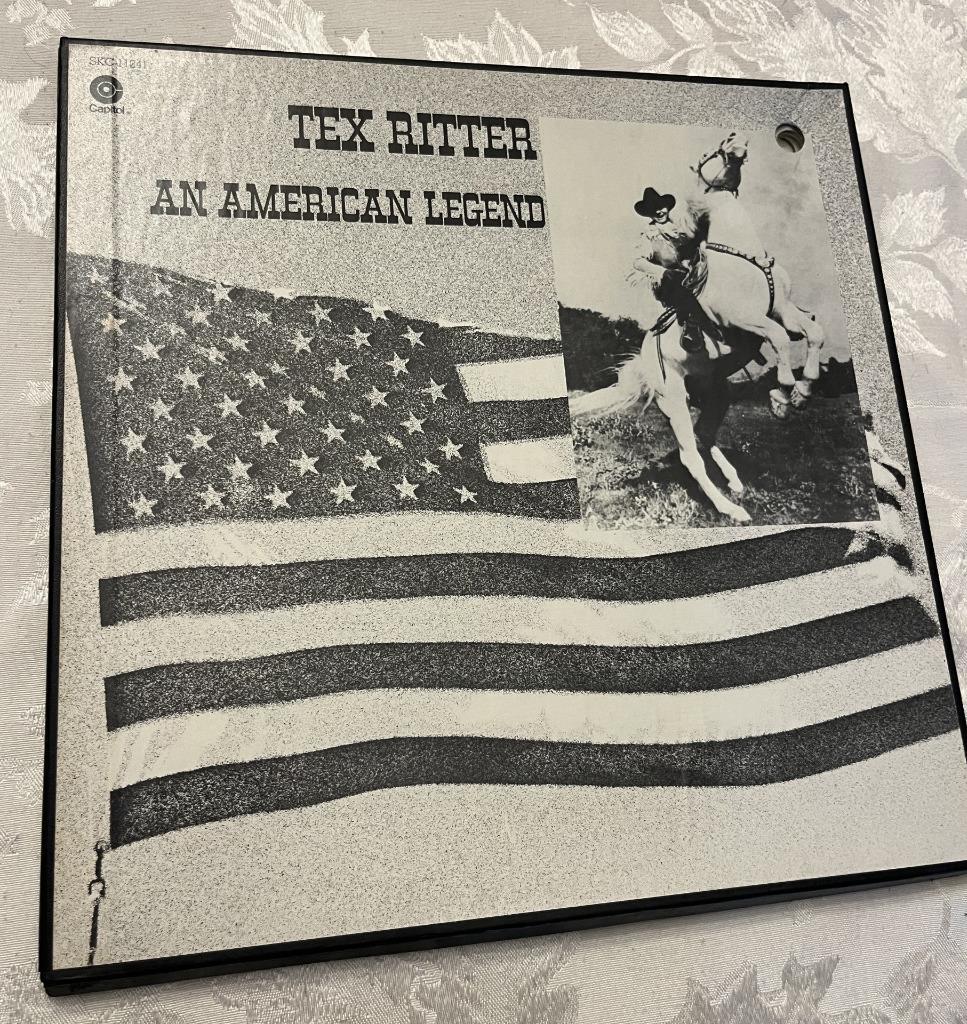 SKC-11241
Capitol
TEX RITTER
AN AMERICAN LEGEND